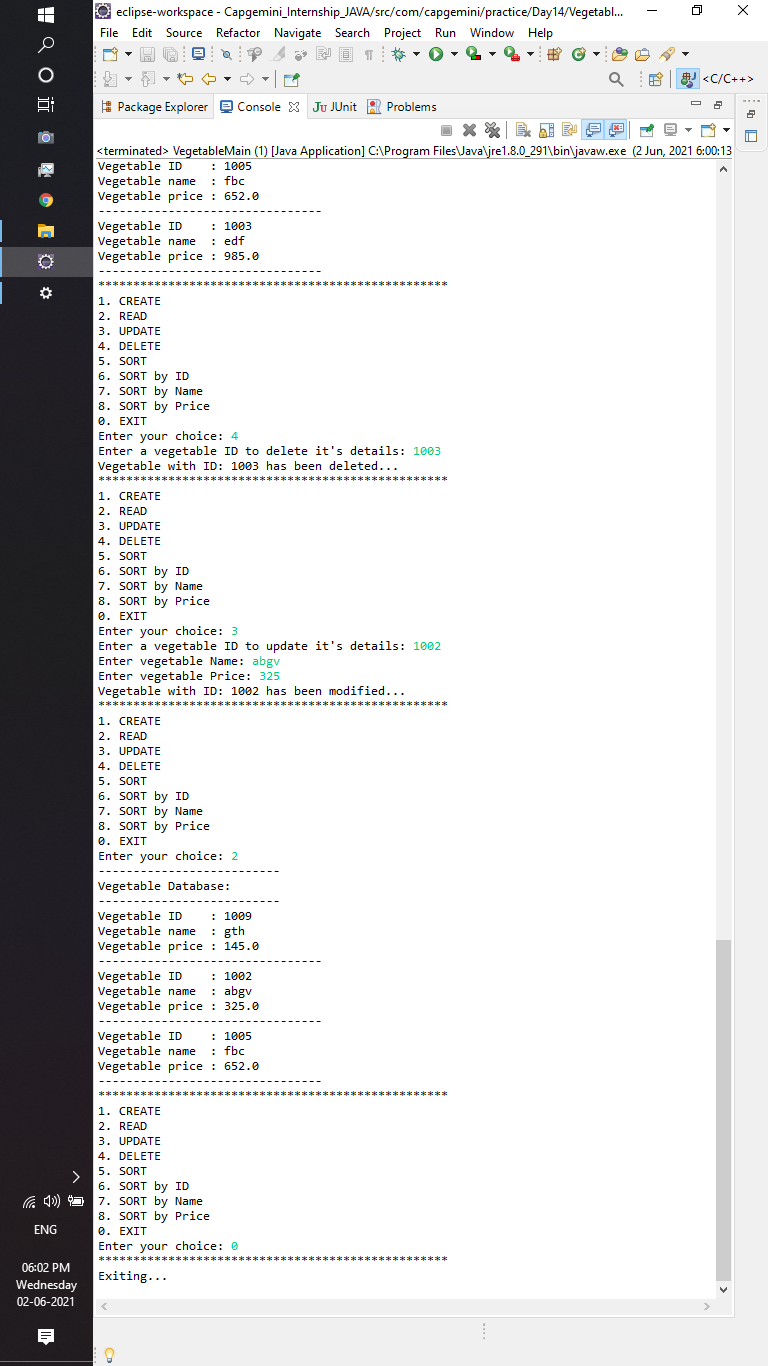 eclipse-workspace - Capgemini_Internship_JAVA/src/com/capgemini/practice/Day14/Vegetabl...
File Edit Source Refactor Navigate Search Project Run Window Help
<C/C++>
Package Explorer Console JUnit Problems
<terminated> VegetableMain (1) [Java Application] C:\Program Files\Java\jre1.8.0_291\bin\javaw.exe (2 Jun, 2021 6:00:13
Vegetable ID    : 1005
Vegetable name  : fbc
Vegetable price : 652.0
--------------------------------
Vegetable ID    : 1003
Vegetable name  : edf
Vegetable price : 985.0
--------------------------------
**************************************************
1. CREATE
2. READ
3. UPDATE
4. DELETE
5. SORT
6. SORT by ID
7. SORT by Name
8. SORT by Price
0. EXIT
Enter your choice: 4
Enter a vegetable ID to delete it's details: 1003
Vegetable with ID: 1003 has been deleted...
**************************************************
1. CREATE
2. READ
3. UPDATE
4. DELETE
5. SORT
6. SORT by ID
7. SORT by Name
8. SORT by Price
0. EXIT
Enter your choice: 3
Enter a vegetable ID to update it's details: 1002
Enter vegetable Name: abgv
Enter vegetable Price: 325
Vegetable with ID: 1002 has been modified...
**************************************************
1. CREATE
2. READ
3. UPDATE
4. DELETE
5. SORT
6. SORT by ID
7. SORT by Name
8. SORT by Price
0. EXIT
Enter your choice: 2
--------------------------
Vegetable Database:
--------------------------
Vegetable ID    : 1009
Vegetable name  : gth
Vegetable price : 145.0
--------------------------------
Vegetable ID    : 1002
Vegetable name  : abgv
Vegetable price : 325.0
--------------------------------
Vegetable ID    : 1005
Vegetable name  : fbc
Vegetable price : 652.0
--------------------------------
**************************************************
1. CREATE
2. READ
3. UPDATE
4. DELETE
5. SORT
6. SORT by ID
7. SORT by Name
8. SORT by Price
0. EXIT
Enter your choice: 0
**************************************************
Exiting...
ENG
06:02 PM
Wednesday
02-06-2021